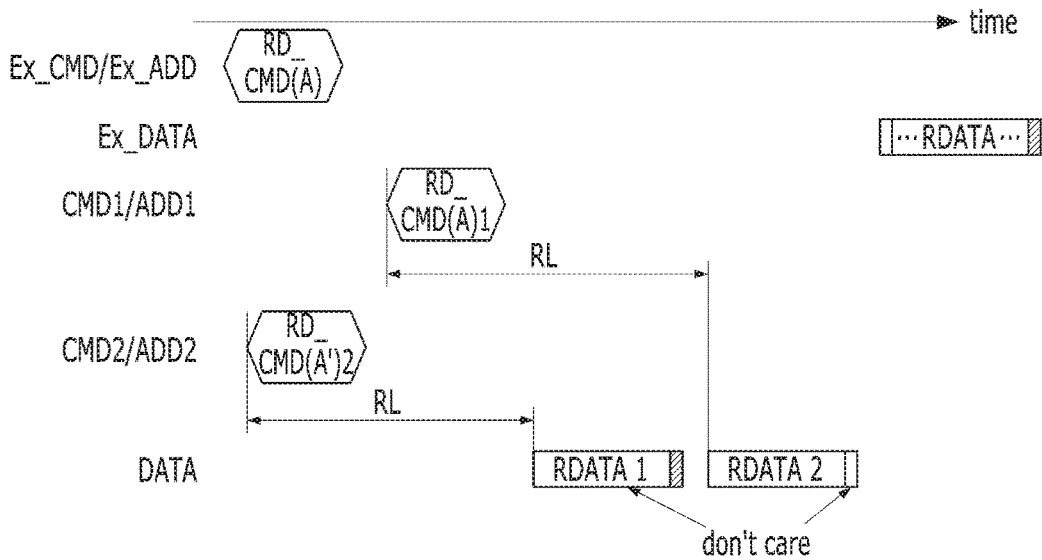 time
Ex_CMD/Ex_ADD
RD_
CMD(A)
Ex_DATA
···RDATA···
CMD1/ADD1
RD_
CMD(A)1
RL
CMD2/ADD2
RD_
CMD(A')2
RL
DATA
RDATA 1
RDATA 2
don't care